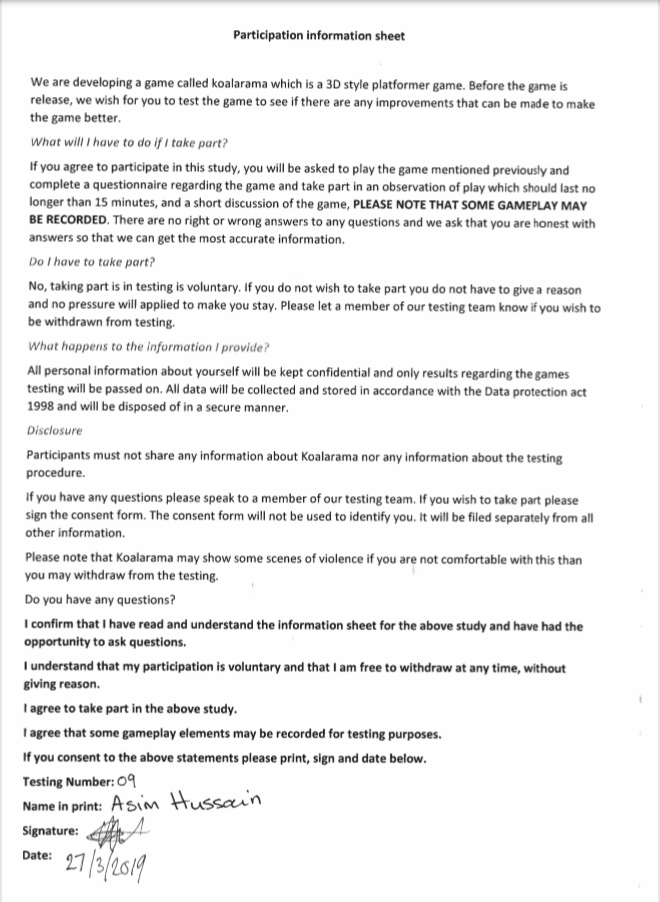 Participation information sheet
We are developing a game called koalarama which is a 3D style platformer game. Before the game is
release, we wish for you to test the game to see if there are any improvements that can be made to make
the game better.
What will I have to do if I take part?
If you agree to participate in this study, you will be asked to play the game mentioned previously and
complete a questionnaire regarding the game and take part in an observation of play which should last no
longer than 15 minutes, and a short discussion of the game, PLEASE NOTE THAT SOME GAMEPLAY MAY
BE RECORDED. There are no right or wrong answers to any questions and we ask that you are honest with
answers so that we can get the most accurate information.
Do I have to take part?
No, taking part is in testing is voluntary. If you do not wish to take part you do not have to give a reason
and no pressure will applied to make you stay. Please let a member of our testing team know if you wish to
be withdrawn from testing.
What happens to the information I provide?
All personal information about yourself will be kept confidential and only results regarding the games
testing will be passed on. All data will be collected and stored in accordance with the Data protection act
1998 and will be disposed of in a secure manner.
Disclosure
Participants must not share any information about Koalarama nor any information about the testing
procedure.
If you have any questions please speak to a member of our testing team. If you wish to take part please
sign the consent form. The consent form will not be used to identify you. It will be filed separately from all
other information.
Please note that Koalarama may show some scenes of violence if you are not comfortable with this than
you may withdraw from the testing.
Do you have any questions?
I confirm that I have read and understand the information sheet for the above study and have had the
opportunity to ask questions.
I understand that my participation is voluntary and that I am free to withdraw at any time, without
giving reason.
I agree to take part in the above study.
I agree that some gameplay elements may be recorded for testing purposes.
If you consent to the above statements please print, sign and date below.
Testing Number: 09
Name in print: Asim Hussain
Signature:
Date: 27/3/2019